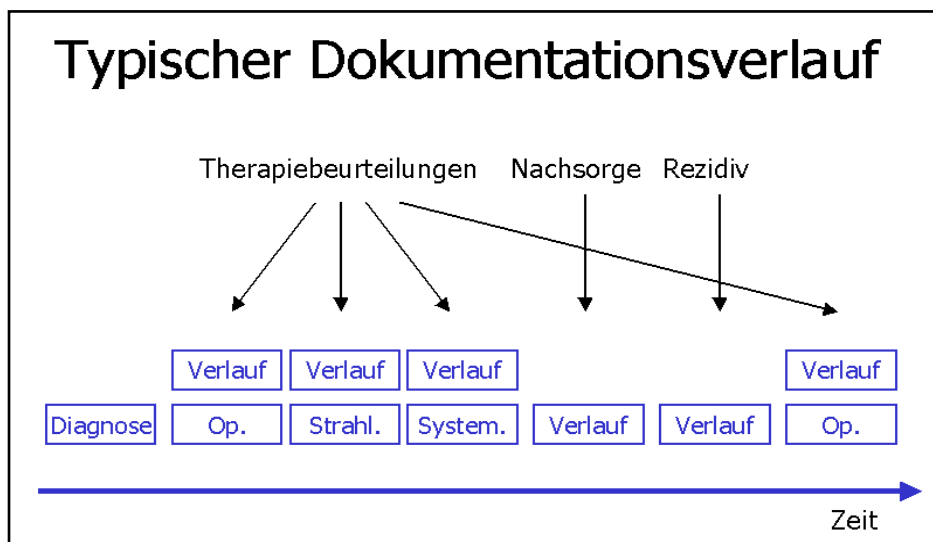 Typischer Dokumentationsverlauf
Therapiebeurteilungen Nachsorge Rezidiv
Verlauf Verlauf Verlauf Verlauf
Diagnose Op. Strahl. System. Verlauf Verlauf Op.
Zeit